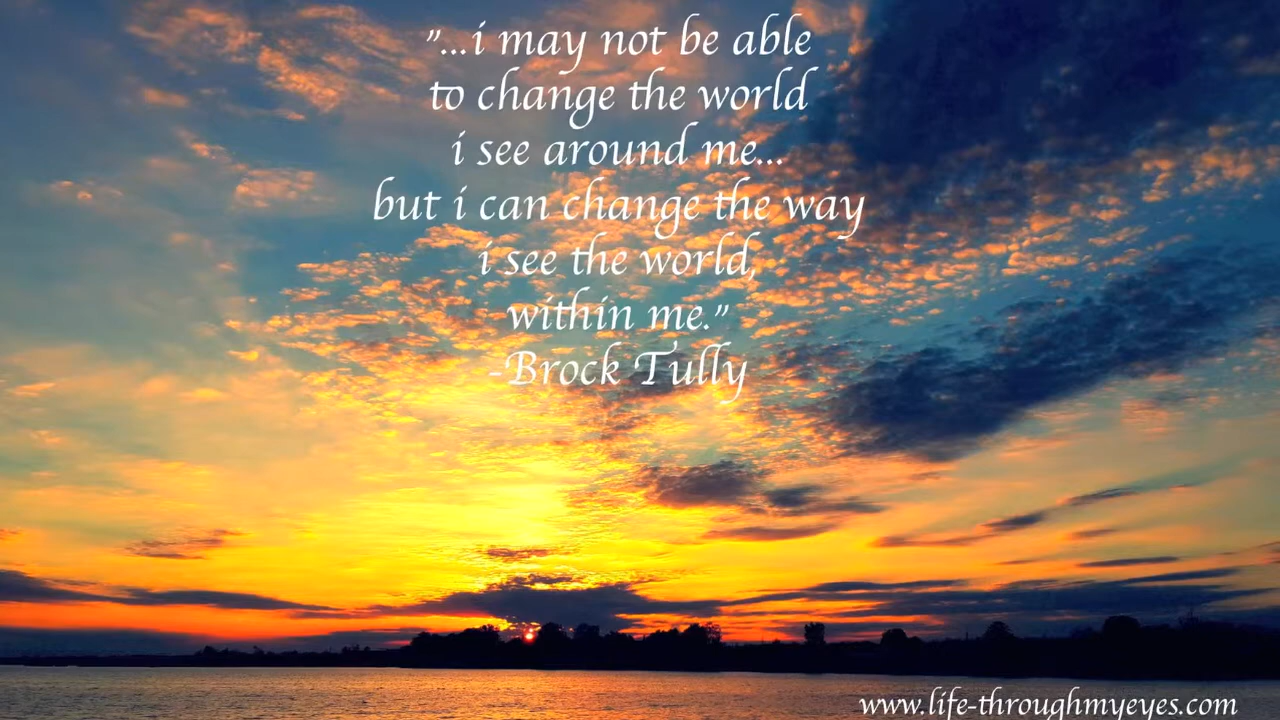 "...i may not be able
to change the world
i see around me...
but i can change the way
i see the world,
within me."
-Brock Tully
www.life-throughmyeyes.com